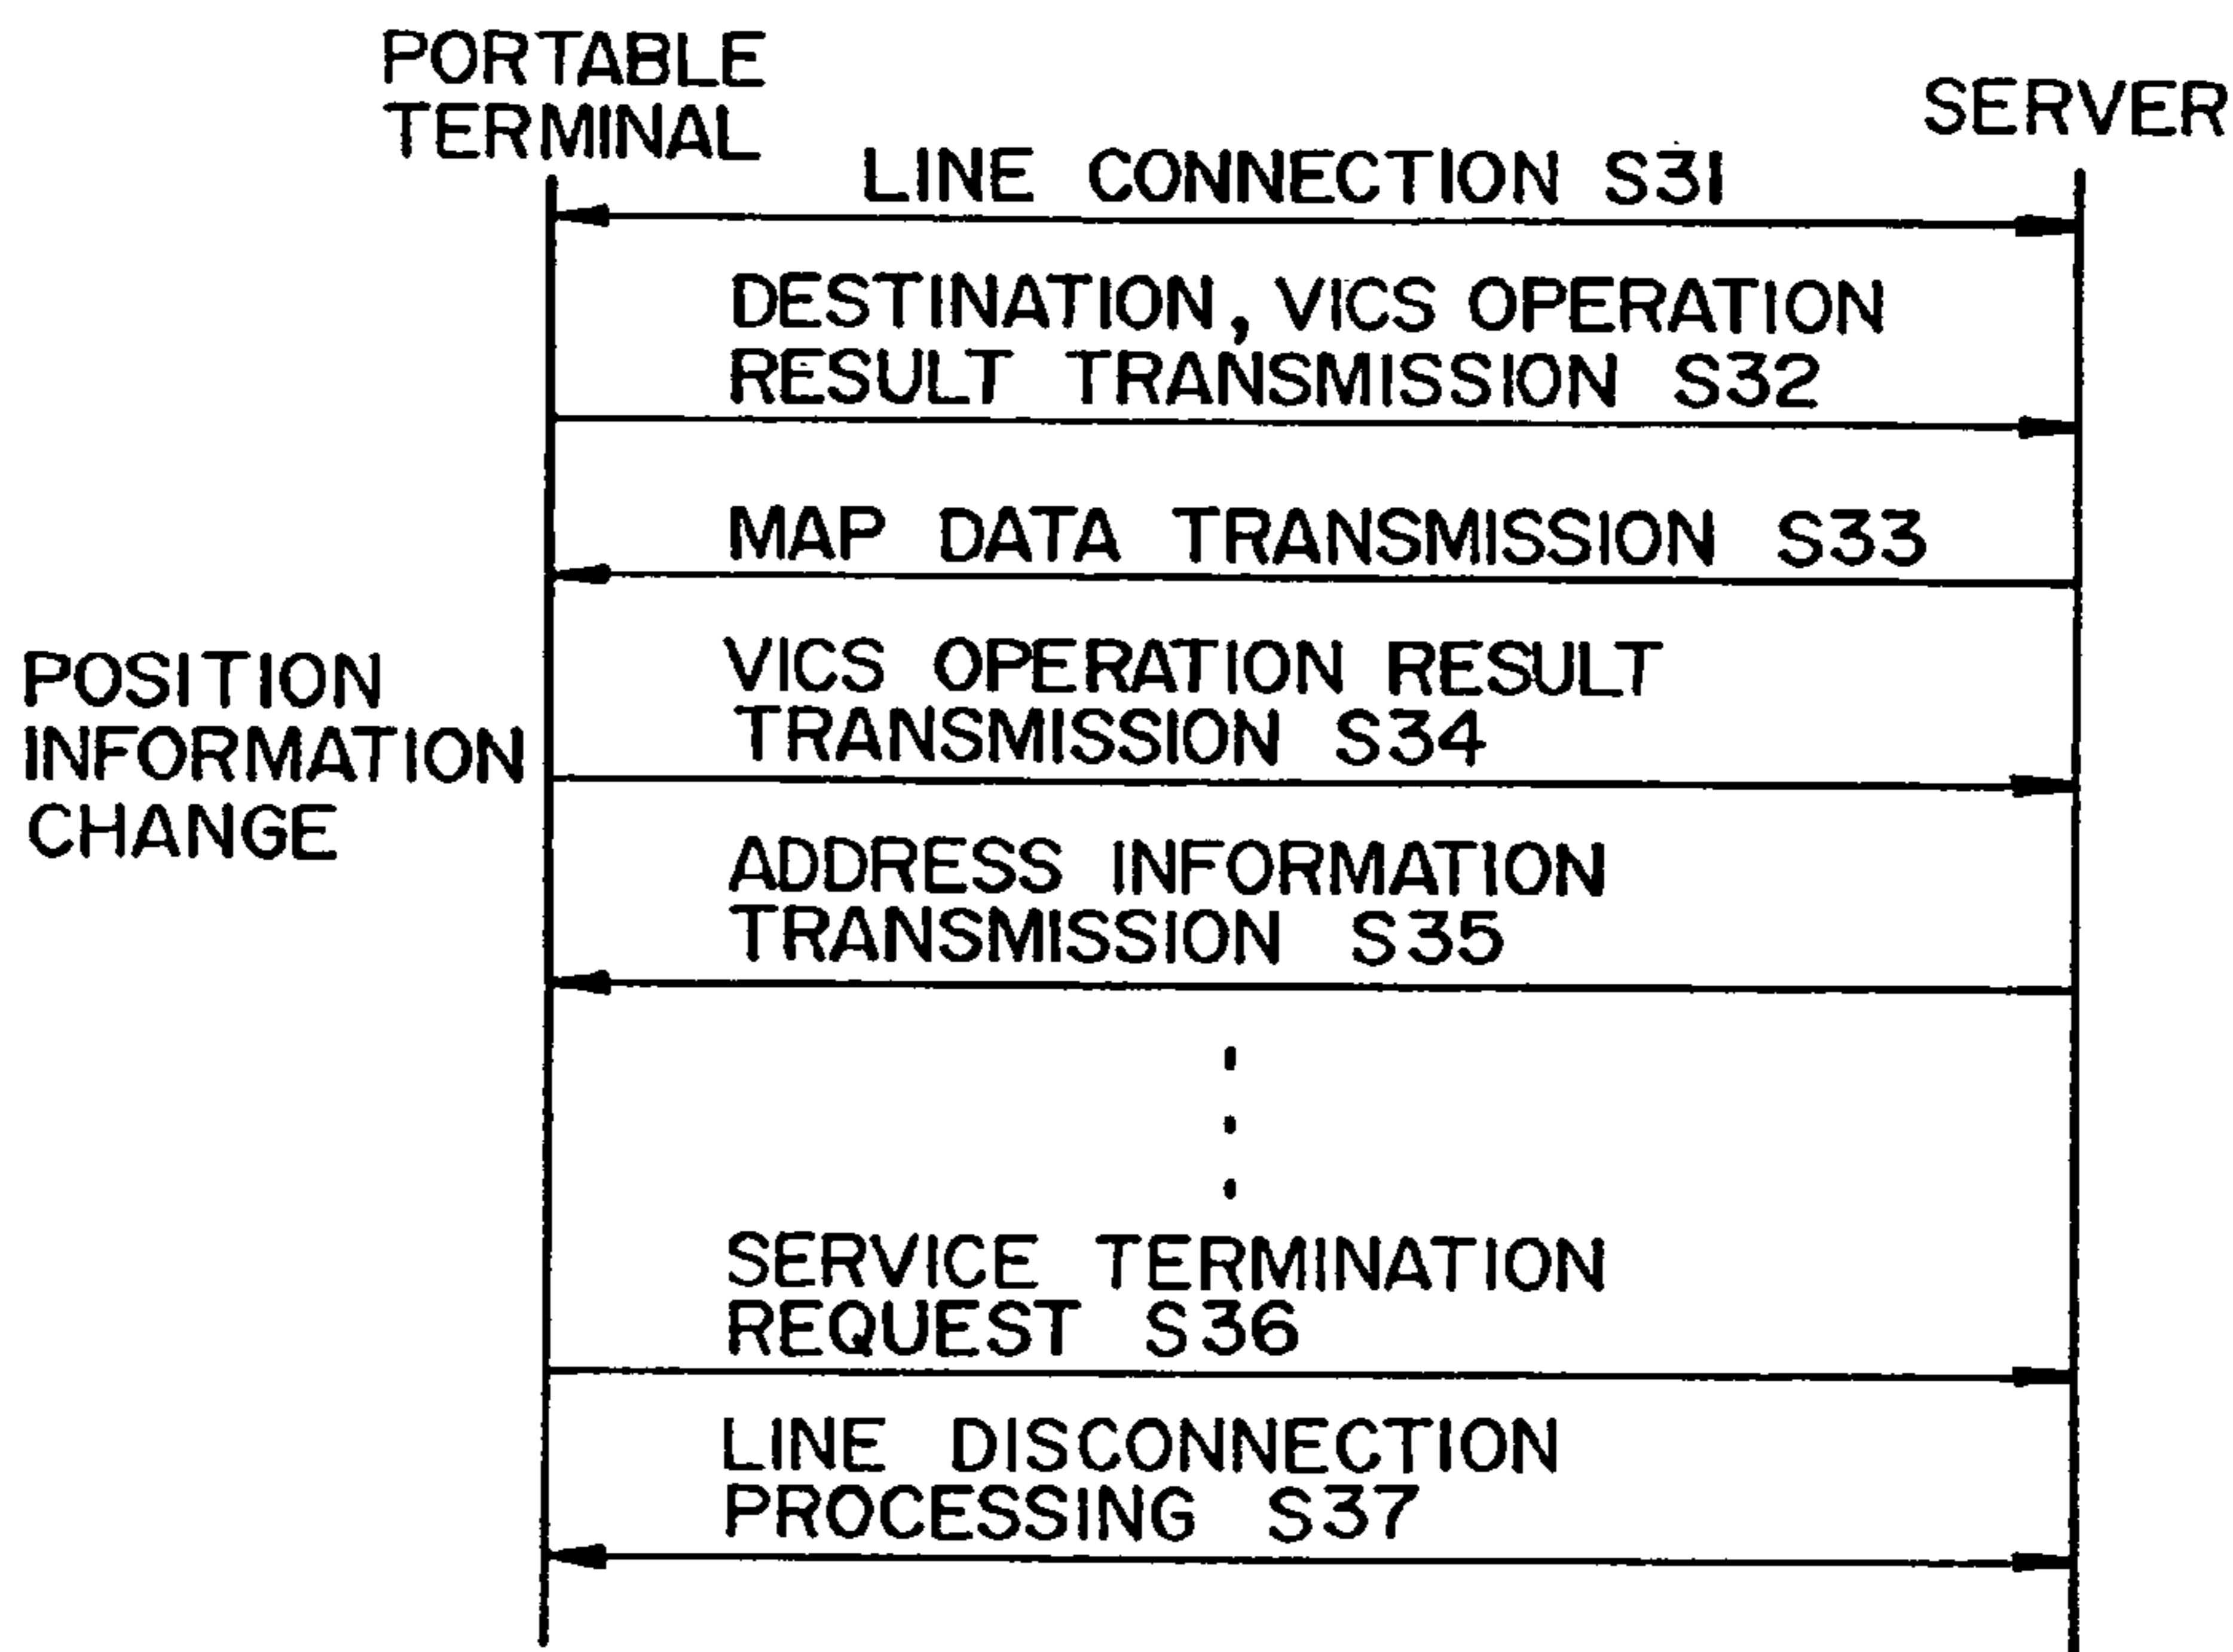 PORTABLE
TERMINAL
SERVER
LINE CONNECTION S31
DESTINATION, VICS OPERATION
RESULT TRANSMISSION S32
MAP DATA TRANSMISSION S33
POSITION
INFORMATION
CHANGE
VICS OPERATION RESULT
TRANSMISSION S34
ADDRESS INFORMATION
TRANSMISSION S35
SERVICE TERMINATION
REQUEST S36
LINE DISCONNECTION
PROCESSING S37